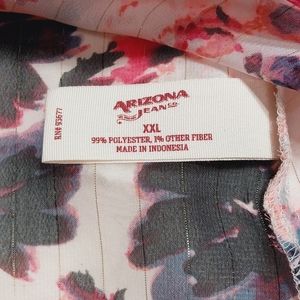 ARIZONA
JEAN CO.
XXL
99% POLYESTER, 1% OTHER FIBER
MADE IN INDONESIA
RN# 93677